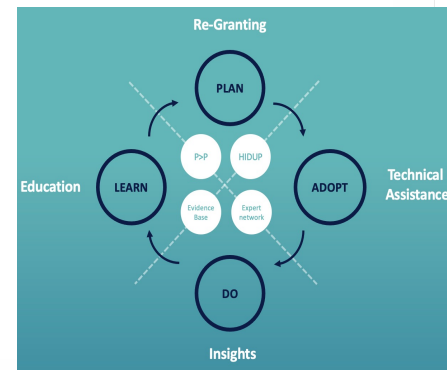 Re-Granting
PLAN
P>P
HIDUP
Education
LEARN
ADOPT
Technical
Assistance
Evidence
Base
Expert
network
DO
Insights